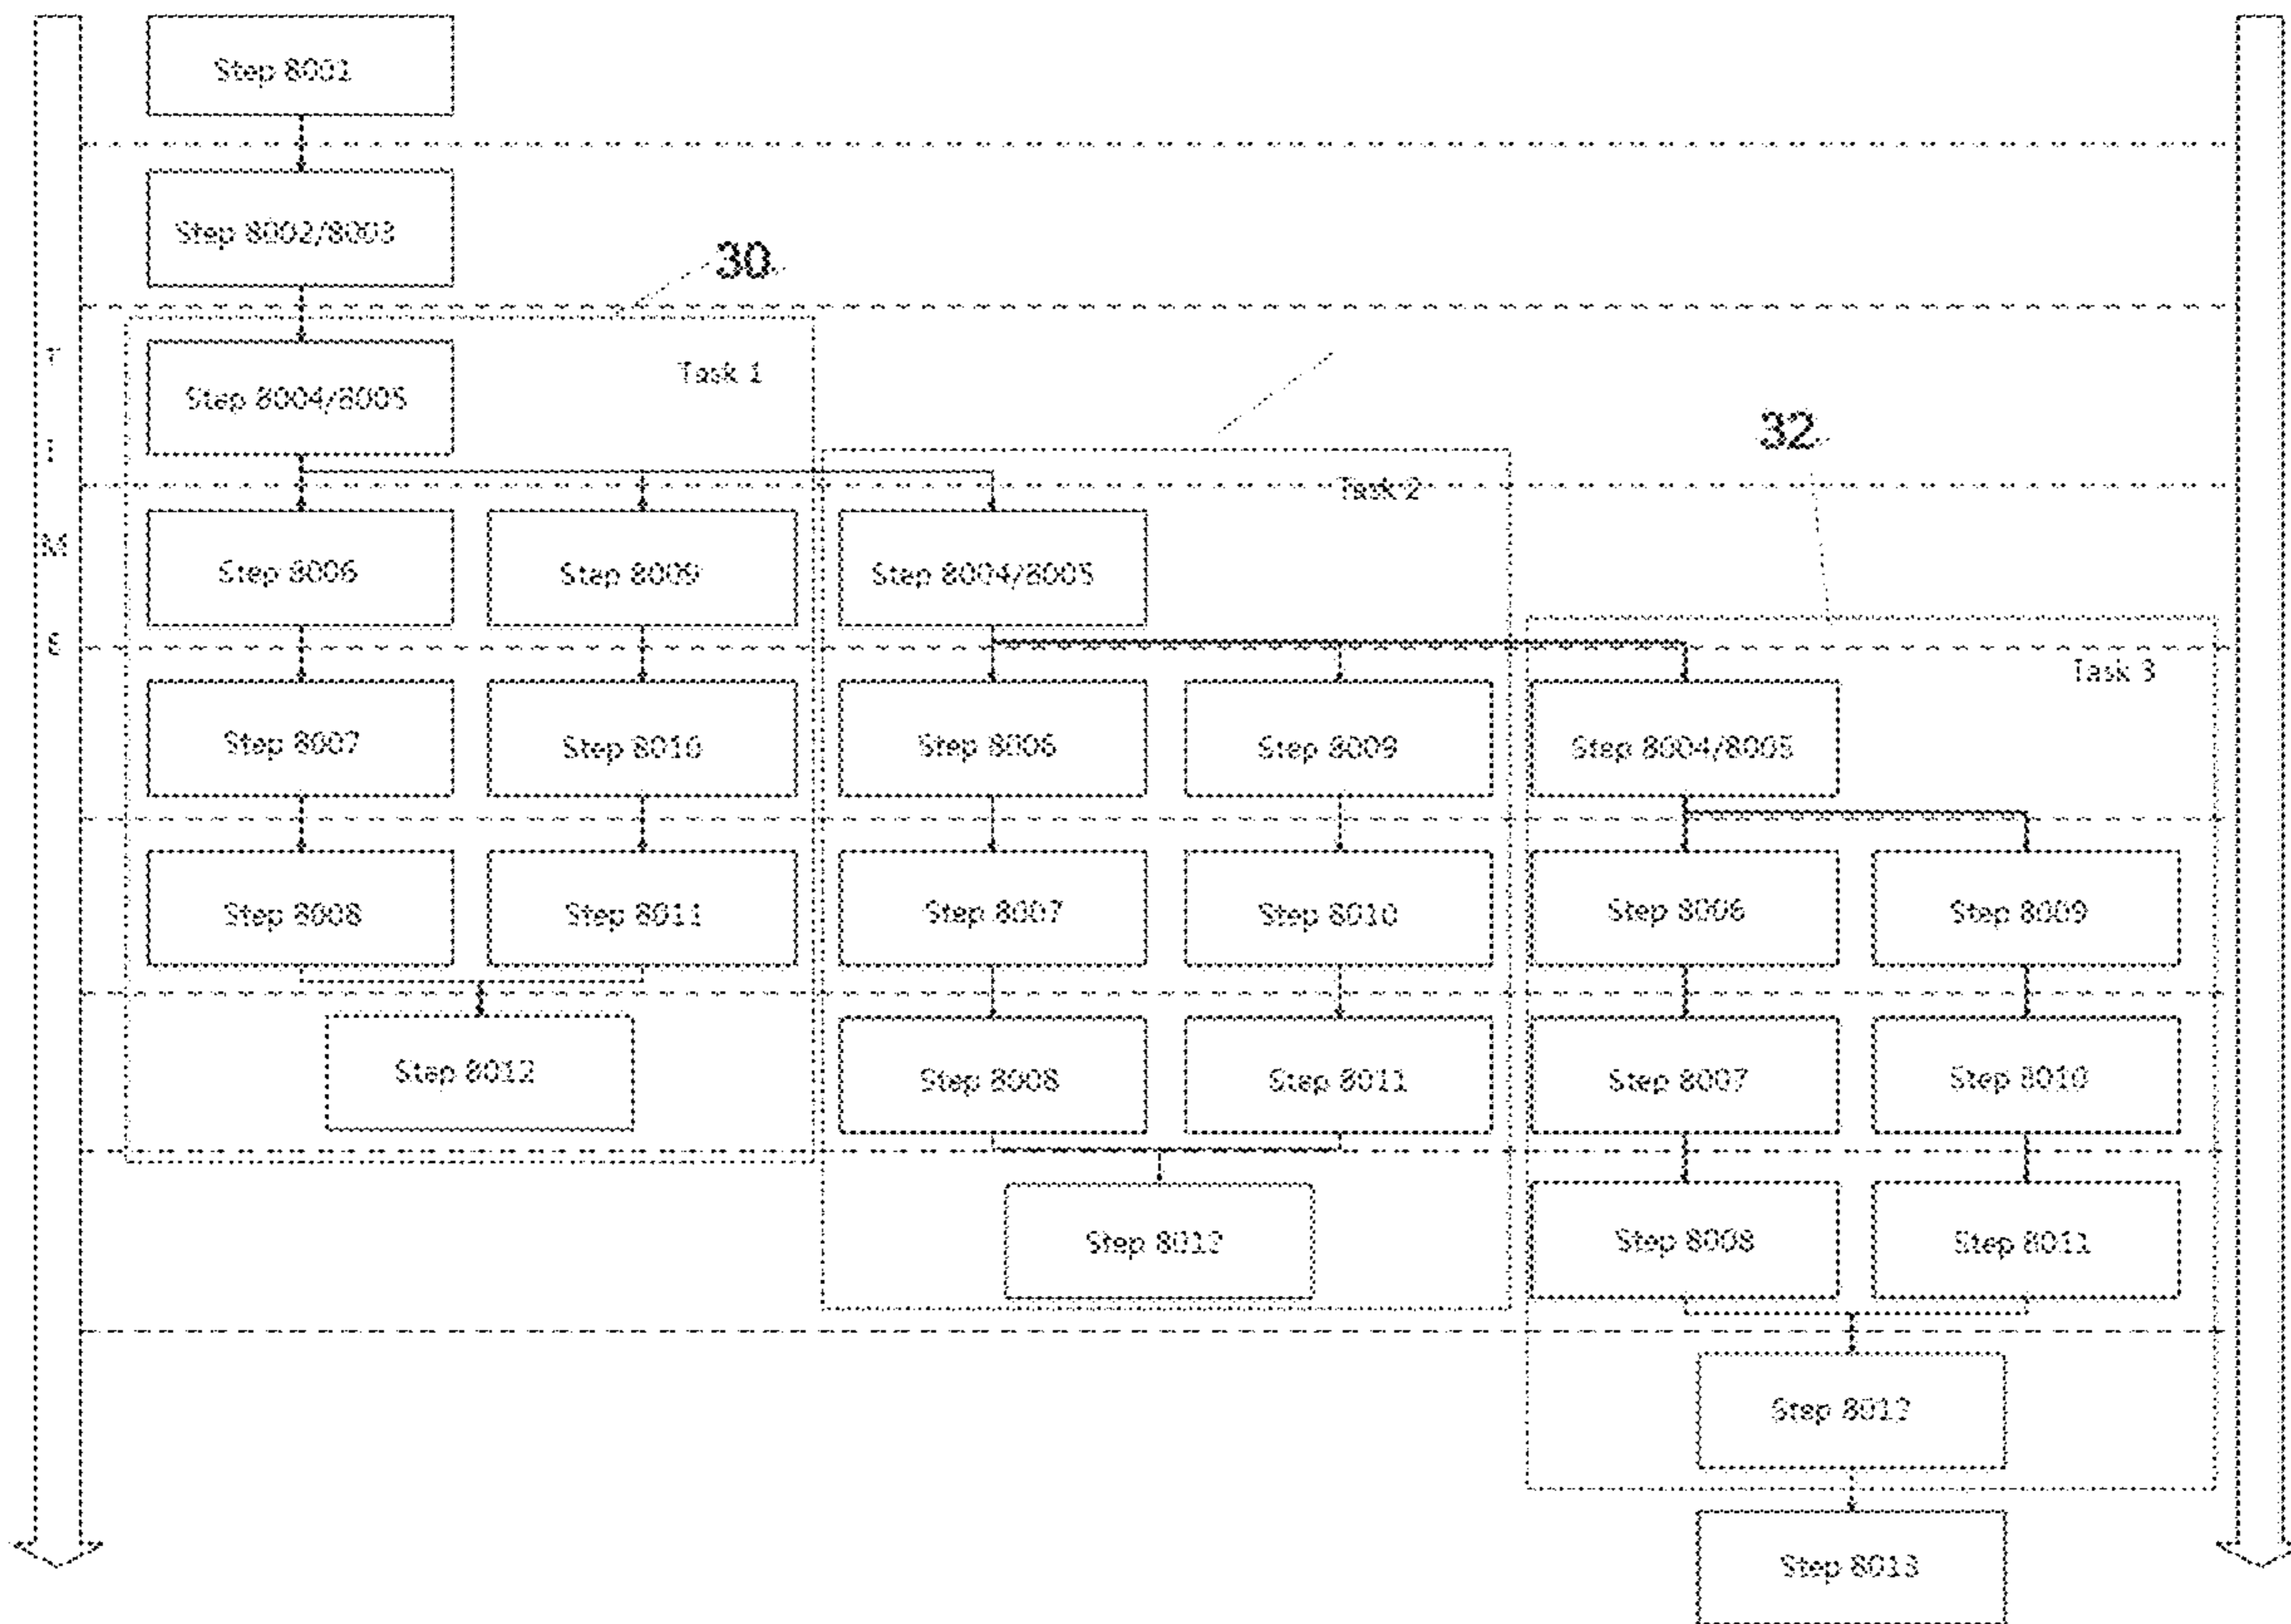 Step 8001
Step 8002/8003
30
Task 1
Step 8004/8005
32
T
I
M
E
Task 2
Step 8006
Step 8009
Step 8004/8005
Task 3
Step 8007
Step 8010
Step 8006
Step 8009
Step 8004/8005
Step 8008
Step 8011
Step 8007
Step 8010
Step 8006
Step 8009
Step 8012
Step 8008
Step 8011
Step 8007
Step 8010
Step 8012
Step 8008
Step 8011
Step 8012
Step 8013